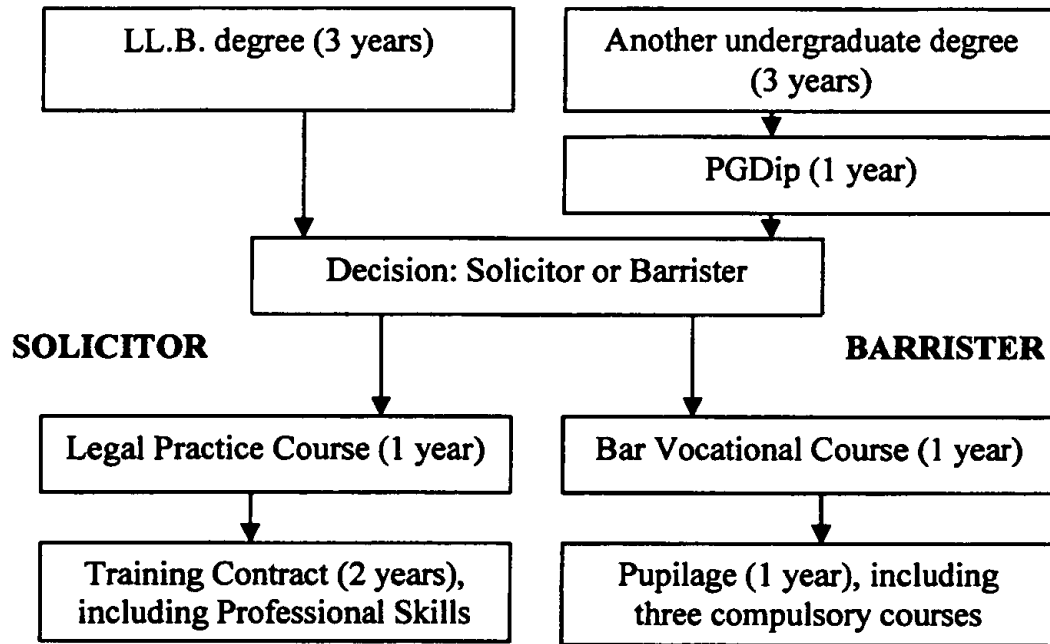 LL.B. degree (3 years)
Another undergraduate degree
(3 years)
PGDip (1 year)
Decision: Solicitor or Barrister
SOLICITOR
BARRISTER
Legal Practice Course (1 year)
Bar Vocational Course (1 year)
Training Contract (2 years),
including Professional Skills
Pupilage (1 year), including
three compulsory courses